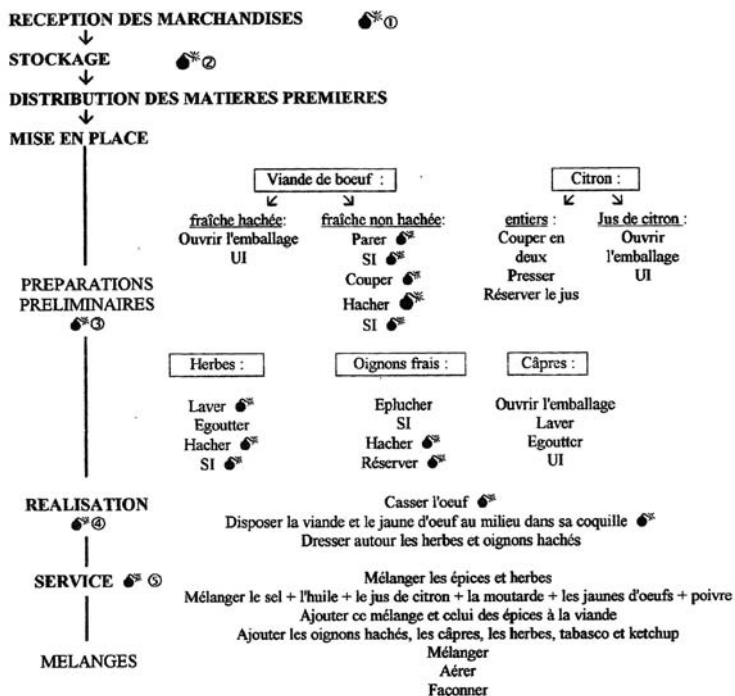 RECEPTION DES MARCHANDISES ①
STOCKAGE ②
DISTRIBUTION DES MATIERES PREMIERES
MISE EN PLACE
Viande de boeuf :
Citron :
fraîche hachée:
Ouvrir l'emballage
UI
fraîche non hachée:
Parer
SI
Couper
Hacher
SI
entiers :
Couper en
deux
Presser
Réserver le jus
Jus de citron :
Ouvrir
l'emballage
UI
PREPARATIONS
PRELIMINAIRES
③
Herbes :
Laver
Egoutter
Hacher
SI
Oignons frais :
Eplucher
SI
Hacher
Réserver
Câpres :
Ouvrir l'emballage
Laver
Egoutter
UI
REALISATION
④
Casser l'oeuf
Disposer la viande et le jaune d'oeuf au milieu dans sa coquille
Dresser autour les herbes et oignons hachés
SERVICE ⑤
Mélanger les épices et herbes
Mélanger le sel + l'huile + le jus de citron + la moutarde + les jaunes d'oeufs + poivre
Ajouter ce mélange et celui des épices à la viande
Ajouter les oignons hachés, les câpres, les herbes, tabasco et ketchup
MELANGES
Mélanger
Aérer
Façonner